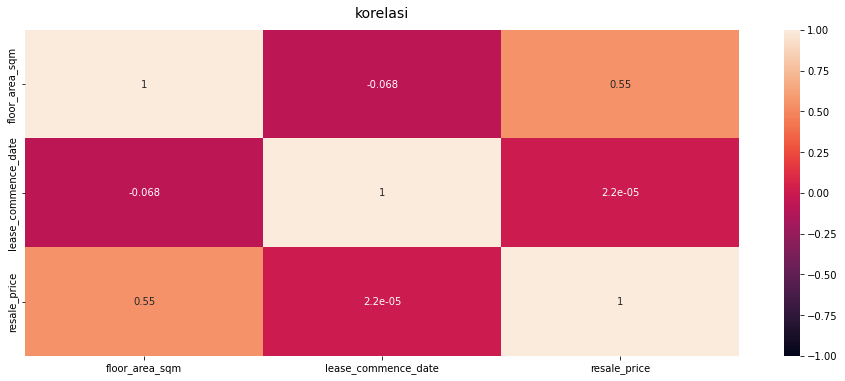 korelasi
floor_area_sqm
1
-0.068
0.55
lease_commence_date
-0.068
1
2.2e-05
resale_price
0.55
2.2e-05
1
floor_area_sqm
lease_commence_date
resale_price
1.00
0.75
0.50
0.25
0.00
-0.25
-0.50
-0.75
-1.00